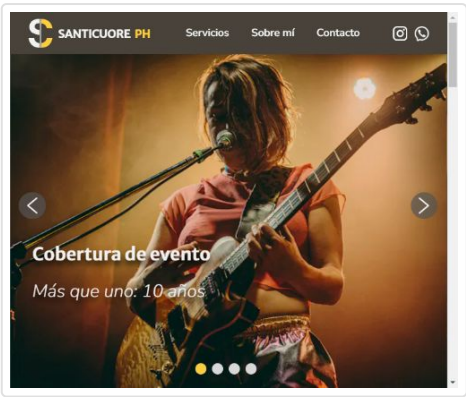 SANTICUORE PH
Servicios
Sobre mí
Contacto
Cobertura de evento
Más que uno: 10 años